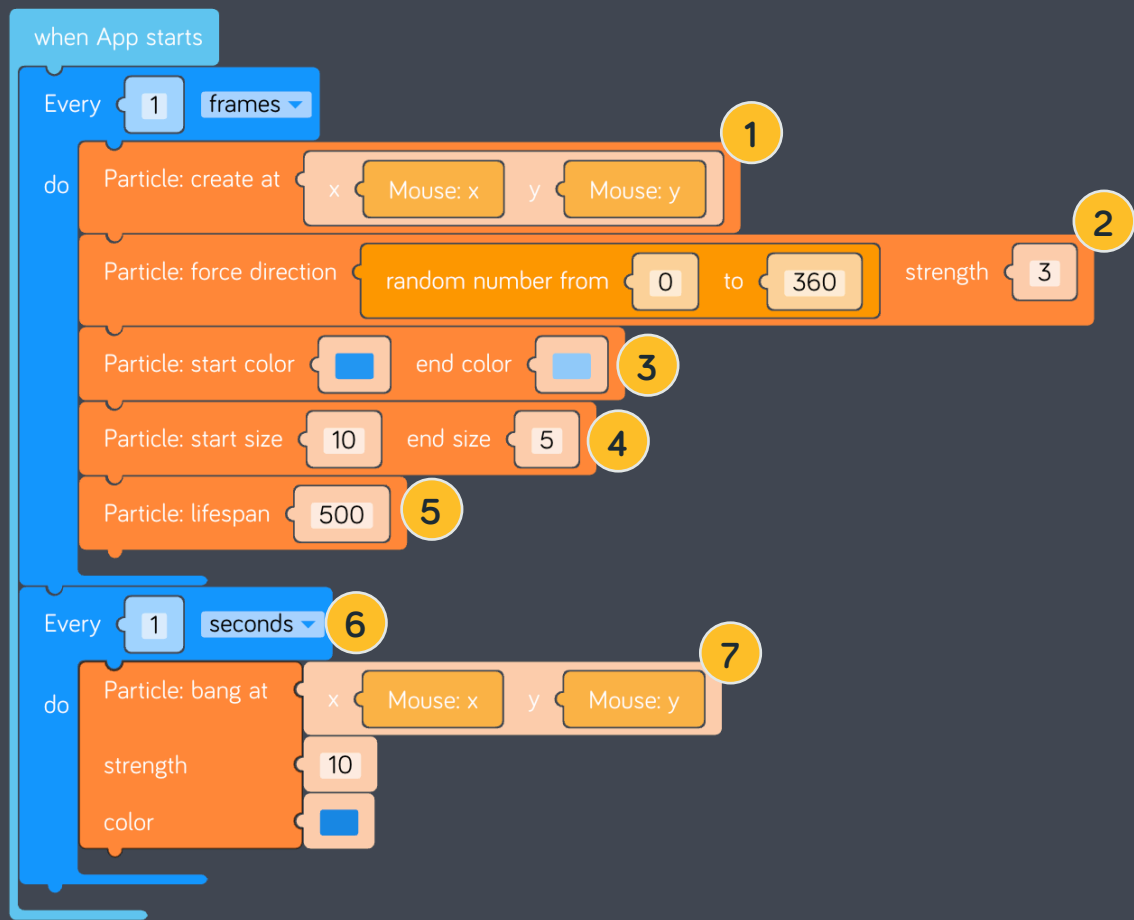 when App starts
Every 1 frames
1
do Particle: create at x Mouse: x y Mouse: y
2
Particle: force direction random number from 0 to 360 strength 3
Particle: start color end color 3
Particle: start size 10 end size 5 4
Particle: lifespan 500 5
Every 1 seconds 6
7
do Particle: bang at x Mouse: x y Mouse: y
strength 10
color